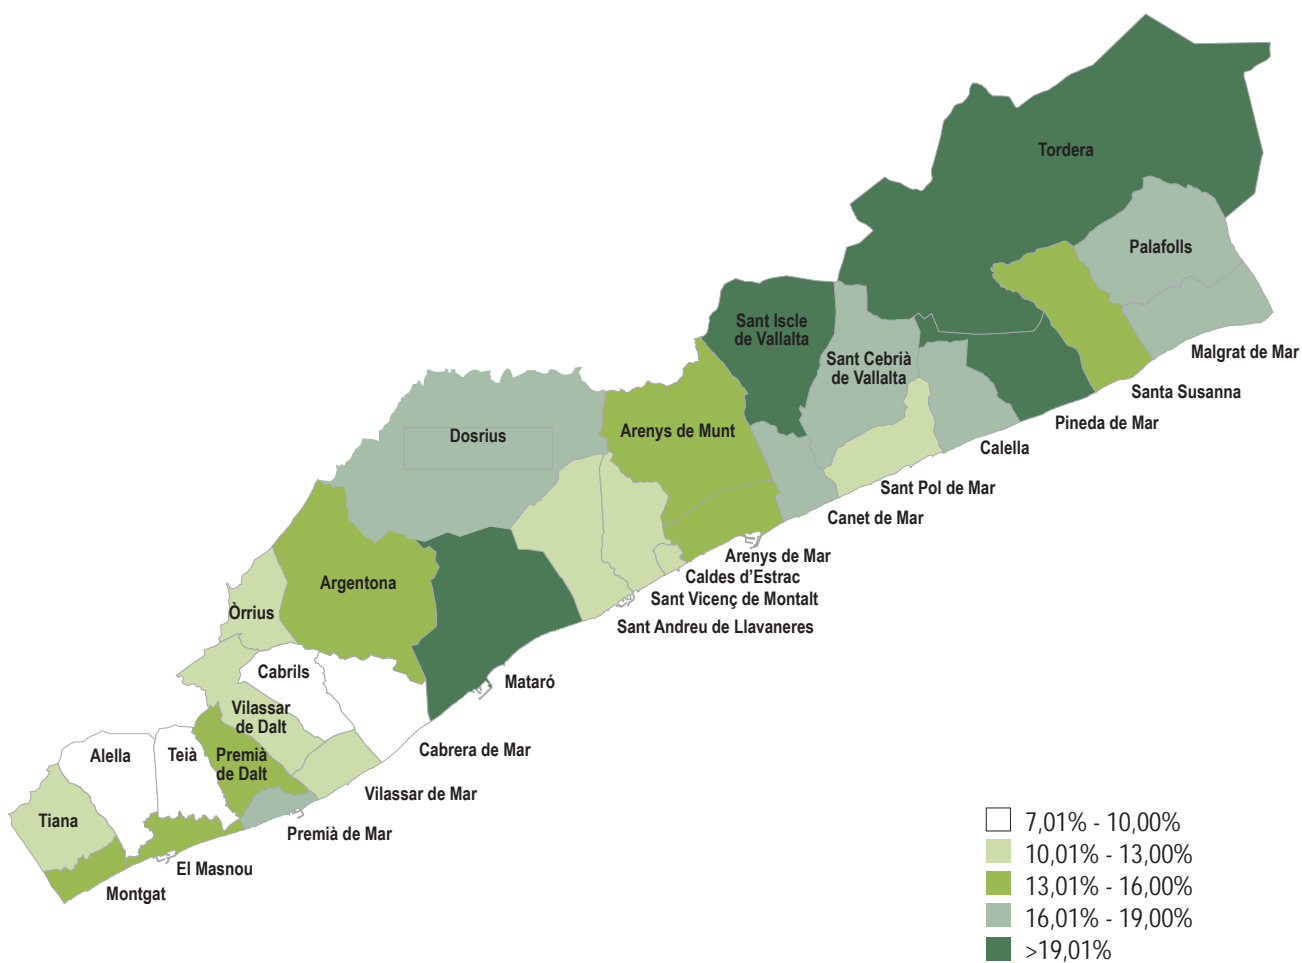 Tordera
Palafolls
Sant Iscle
de Vallalta
Malgrat de Mar
Sant Cebrià
de Vallalta
Santa Susanna
Pineda de Mar
Dosrius
Arenys de Munt
Calella
Sant Pol de Mar
Canet de Mar
Arenys de Mar
Argentona
Caldes d'Estrac
Sant Vicenç de Montalt
Òrrius
Sant Andreu de Llavaneres
Cabrils
Mataró
Vilassar
de Dalt
Alella
Teià
Premià
de Dalt
Cabrera de Mar
Vilassar de Mar
Tiana
Premià de Mar
El Masnou
Montgat
7,01% - 10,00%
10,01% - 13,00%
13,01% - 16,00%
16,01% - 19,00%
>19,01%